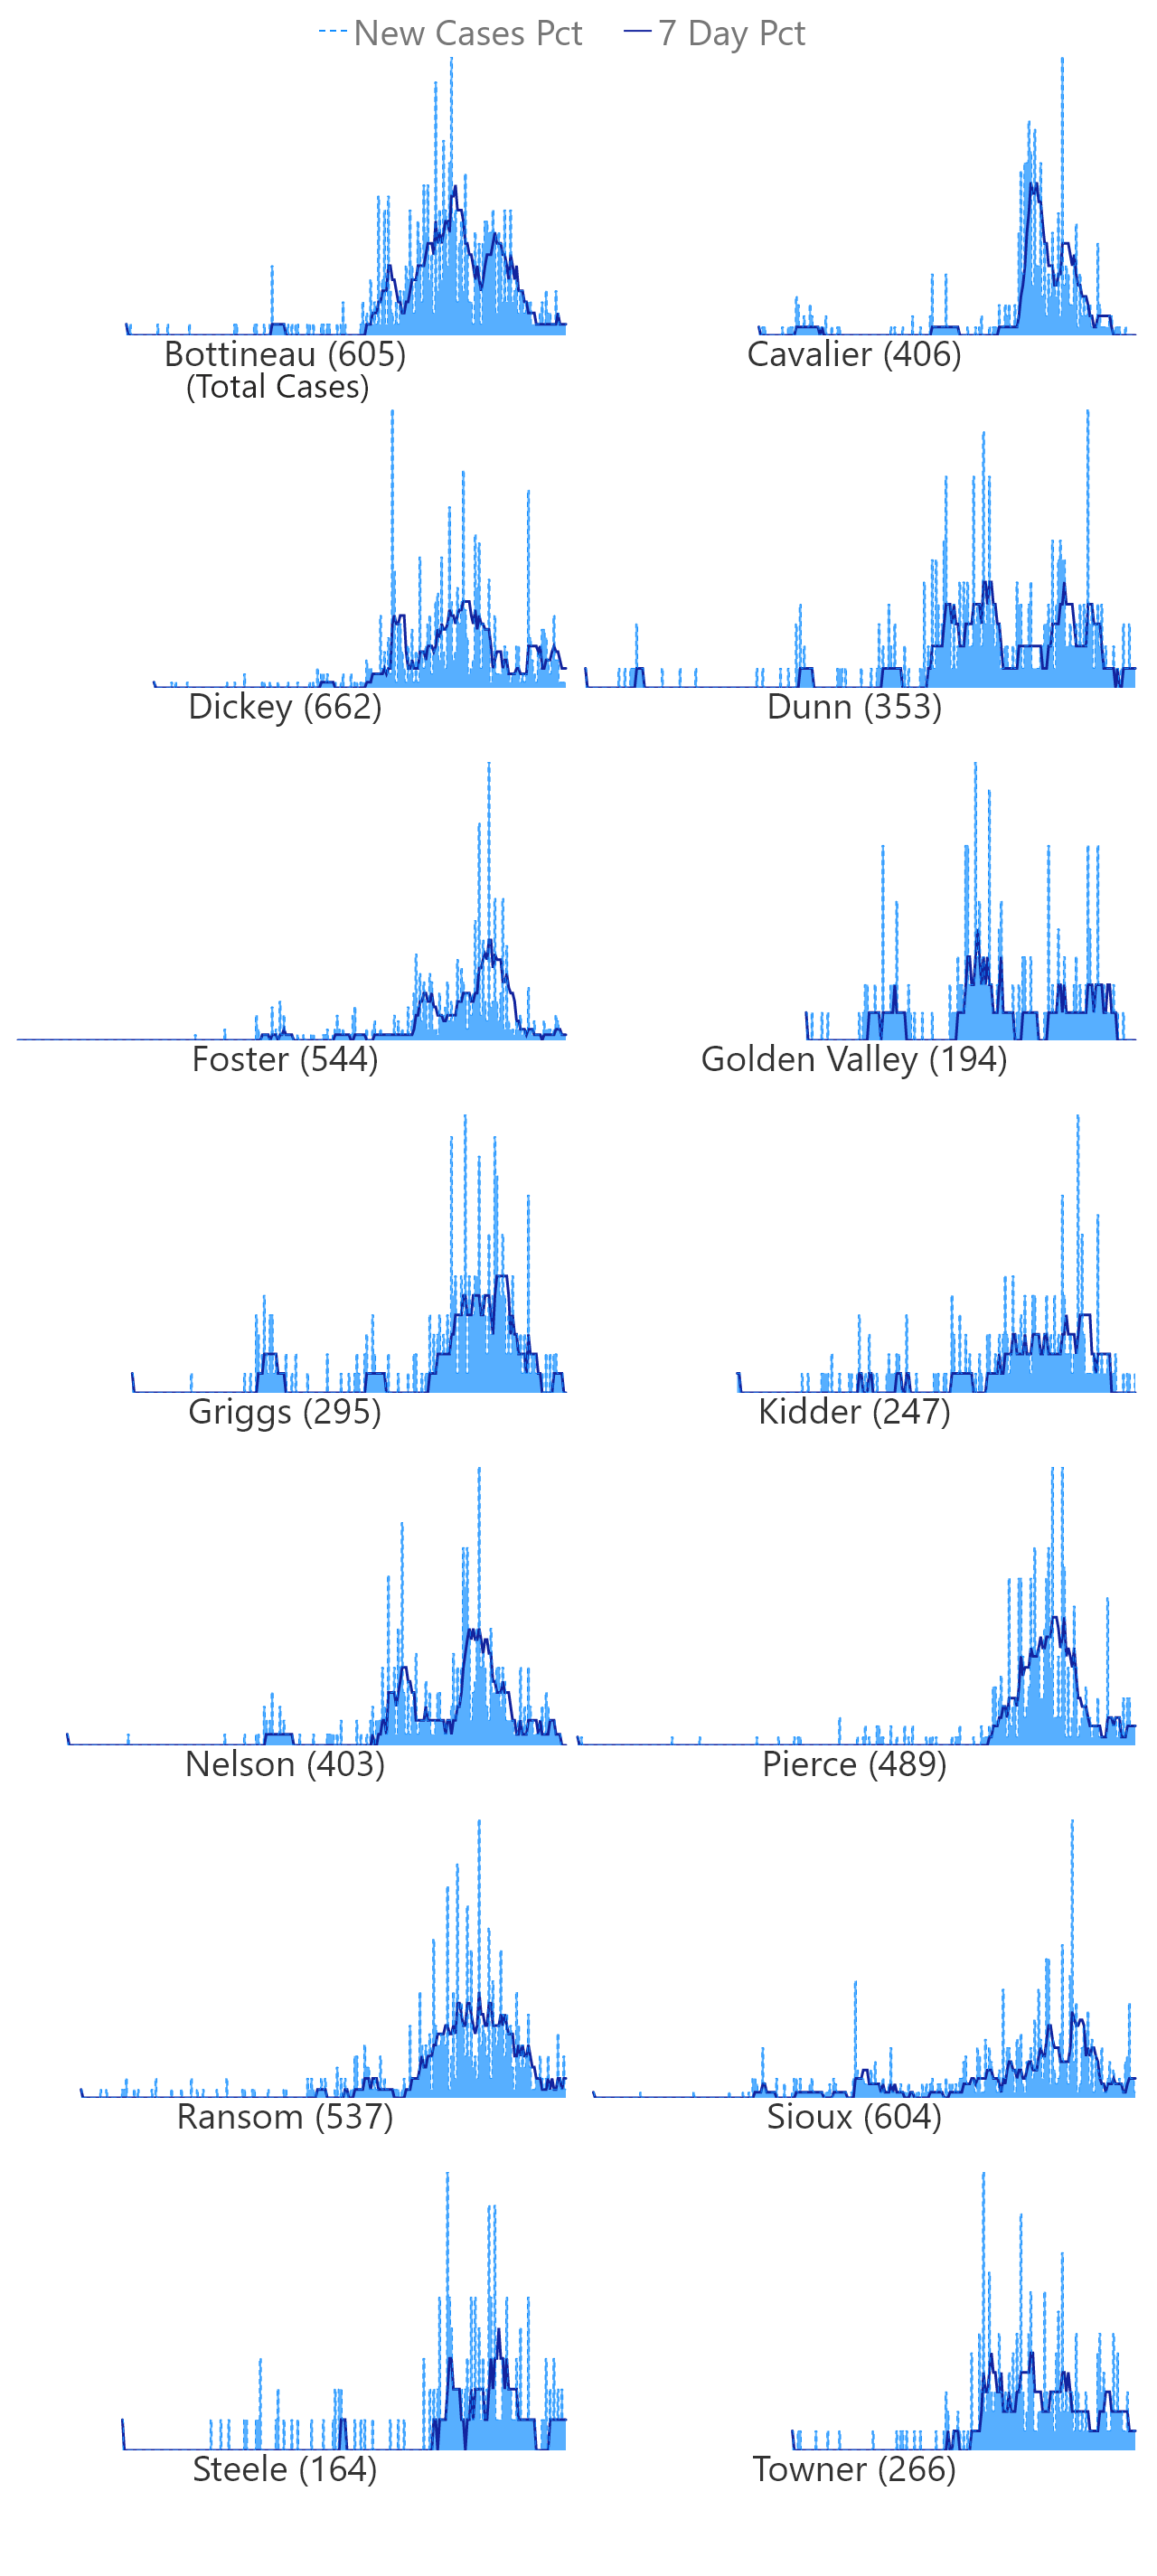 New Cases Pct 7 Day Pct
Bottineau (605) Cavalier (406)
(Total Cases)
Dickey (662) Dunn (353)
Foster (544) Golden Valley (194)
Griggs (295) Kidder (247)
Nelson (403) Pierce (489)
Ransom (537) Sioux (604)
Steele (164) Towner (266)